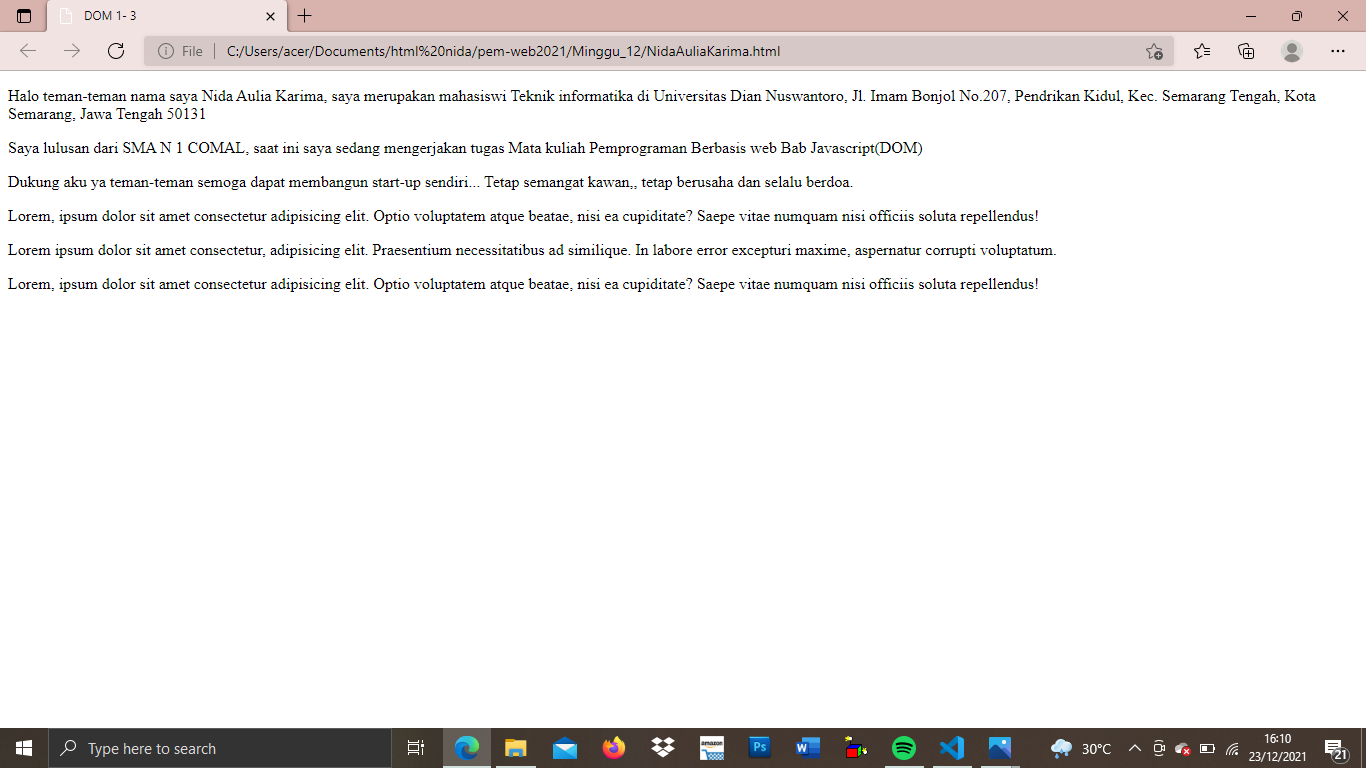 DOM 1- 3
File
C:/Users/acer/Documents/html%20nida/pem-web2021/Minggu_12/NidaAuliaKarima.html
Halo teman-teman nama saya Nida Aulia Karima, saya merupakan mahasiswi Teknik informatika di Universitas Dian Nuswantoro, Jl. Imam Bonjol No.207, Pendrikan Kidul, Kec. Semarang Tengah, Kota
Semarang, Jawa Tengah 50131
Saya lulusan dari SMA N 1 COMAL, saat ini saya sedang mengerjakan tugas Mata kuliah Pemprograman Berbasis web Bab Javascript(DOM)
Dukung aku ya teman-teman semoga dapat membangun start-up sendiri... Tetap semangat kawan,, tetap berusaha dan selalu berdoa.
Lorem, ipsum dolor sit amet consectetur adipisicing elit. Optio voluptatem atque beatae, nisi ea cupiditate? Saepe vitae numquam nisi officiis soluta repellendus!
Lorem ipsum dolor sit amet consectetur, adipisicing elit. Praesentium necessitatibus ad similique. In labore error excepturi maxime, aspernatur corrupti voluptatum.
Lorem, ipsum dolor sit amet consectetur adipisicing elit. Optio voluptatem atque beatae, nisi ea cupiditate? Saepe vitae numquam nisi officiis soluta repellendus!
Type here to search
amazon
Ps
W
30°C
16:10
23/12/2021
21